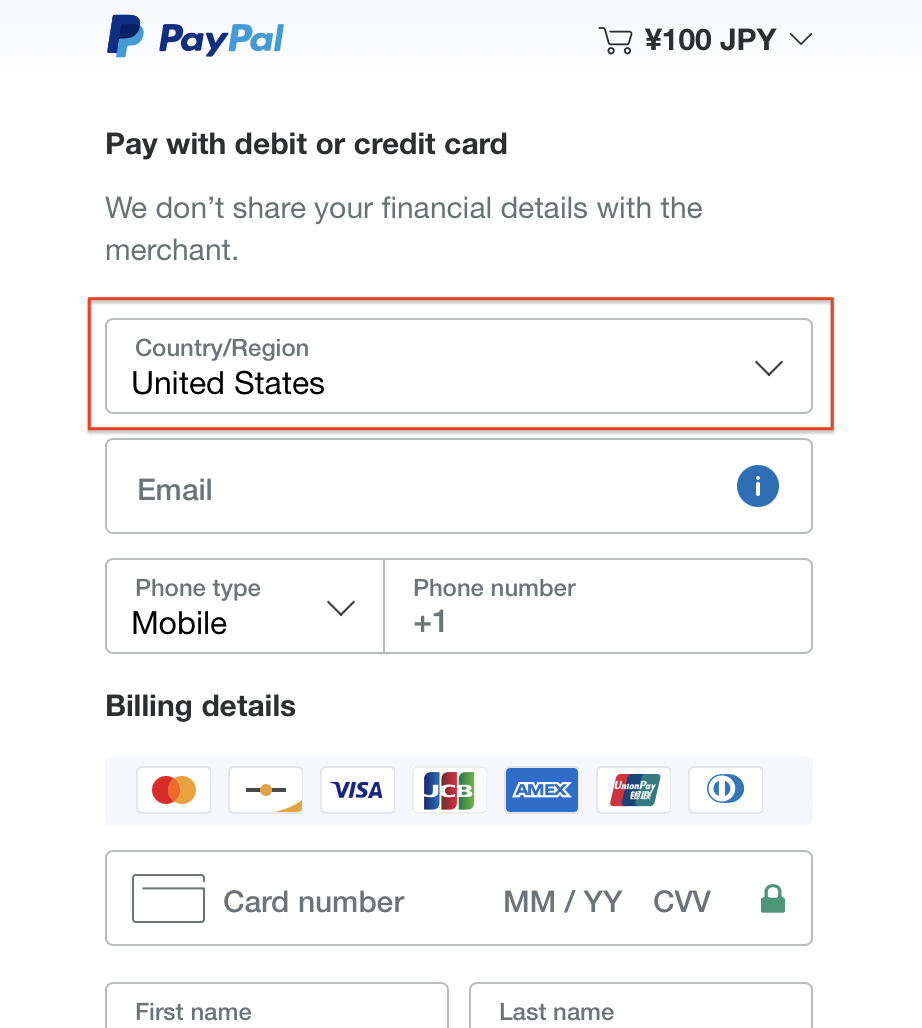 PayPal
¥100 JPY
Pay with debit or credit card
We don’t share your financial details with the
merchant.
Country/Region
United States
Email
i
Phone type
Phone number
Mobile
+1
Billing details
VISA
JCB
AMEX
UnionPay
银联
Card number MM / YY CVV
First name
Last name